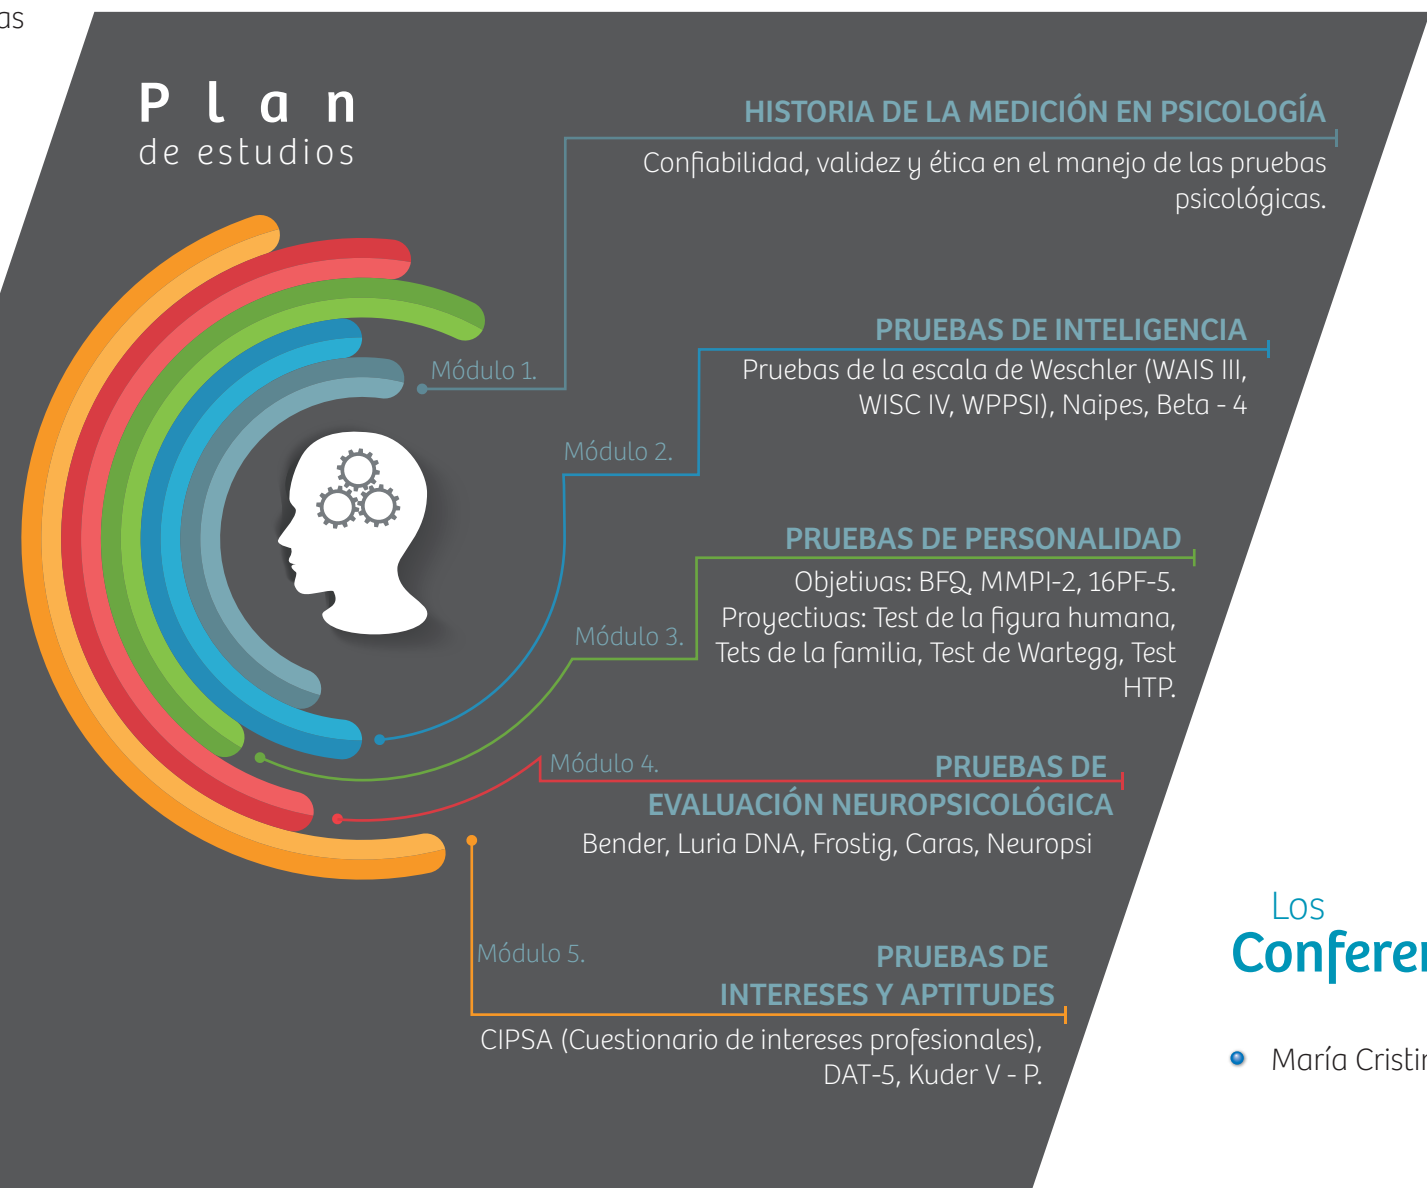 Plan
de estudios
Módulo 1.
HISTORIA DE LA MEDICIÓN EN PSICOLOGÍA
Confiabilidad, validez y ética en el manejo de las pruebas
psicológicas.
Módulo 2.
PRUEBAS DE INTELIGENCIA
Pruebas de la escala de Weschler (WAIS III,
WISC IV, WPPSI), Naipes, Beta - 4
Módulo 3.
PRUEBAS DE PERSONALIDAD
Objetivas: BFQ, MMPI-2, 16PF-5.
Proyectivas: Test de la figura humana,
Tets de la familia, Test de Wartegg, Test
HTP.
Módulo 4.
PRUEBAS DE
EVALUACIÓN NEUROPSICOLÓGICA
Bender, Luria DNA, Frostig, Caras, Neuropsi
Módulo 5.
PRUEBAS DE
INTERESES Y APTITUDES
CIPSA (Cuestionario de intereses profesionales),
DAT-5, Kuder V - P.
Los
María